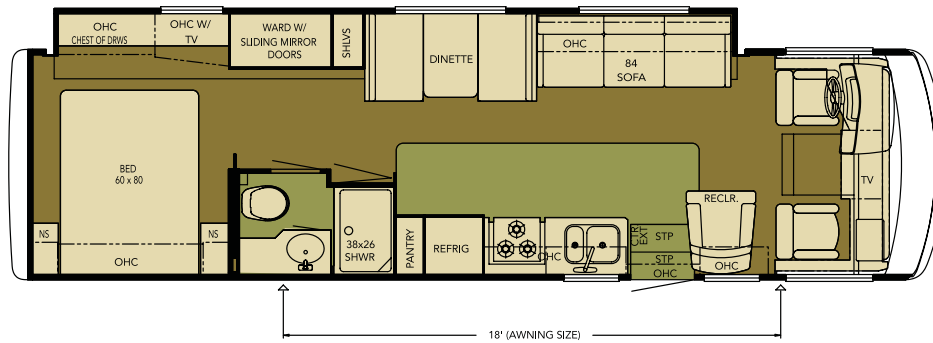 OHC
CHEST OF DRWS
OHC W/
TV
WARD W/
SLIDING MIRROR
DOORS
SHLVS
DINETTE
OHC
84
SOFA
BED
60 x 80
TV
RECLR.
NS
NS
OHC
38x26
SHWR
PANTRY
REFRIG
OHC
CTR
EXT
STP
STP
OHC
OHC
18' (AWNING SIZE)